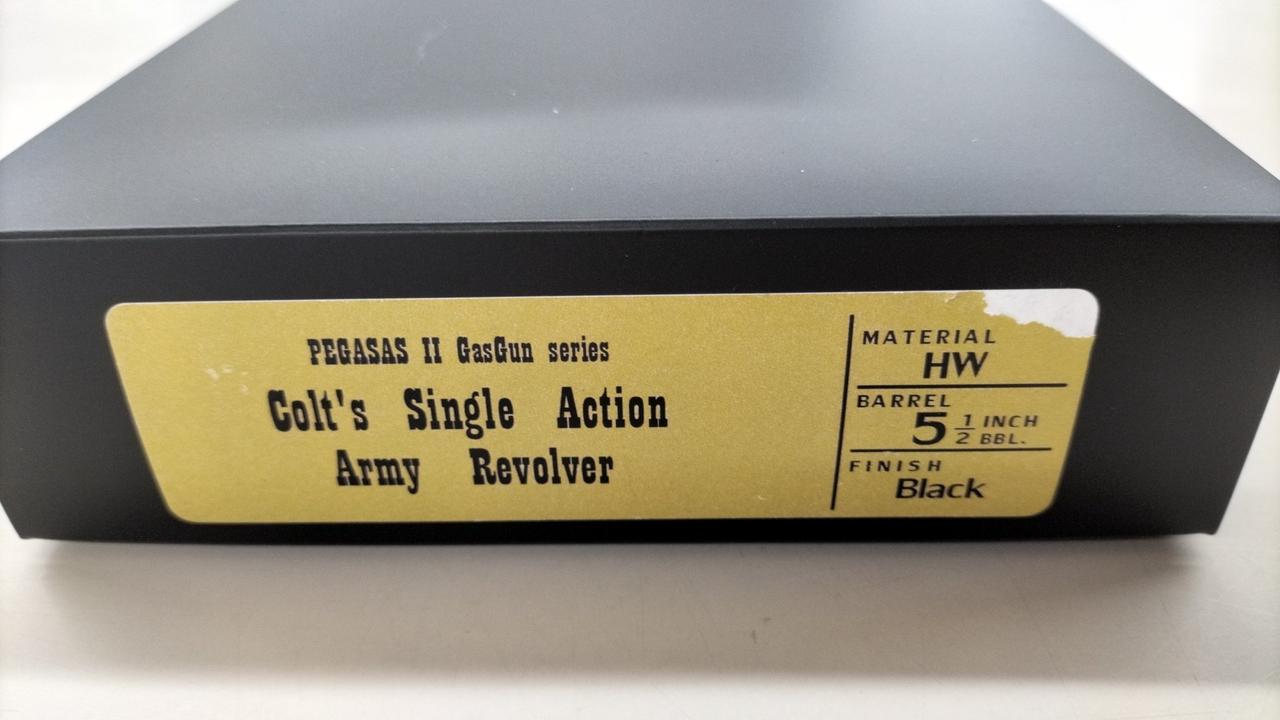 PEGASAS II GasGun series
Colt's Single Action
Army Revolver
MATERIAL
HW
BARREL
5 1/2 INCH BBL.
FINISH
Black